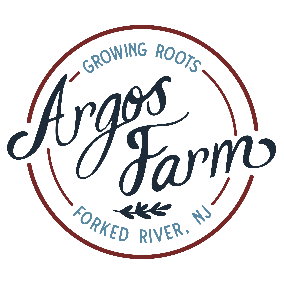 GROWING ROOTS
Argos
Farm
FORKED RIVER, NJ